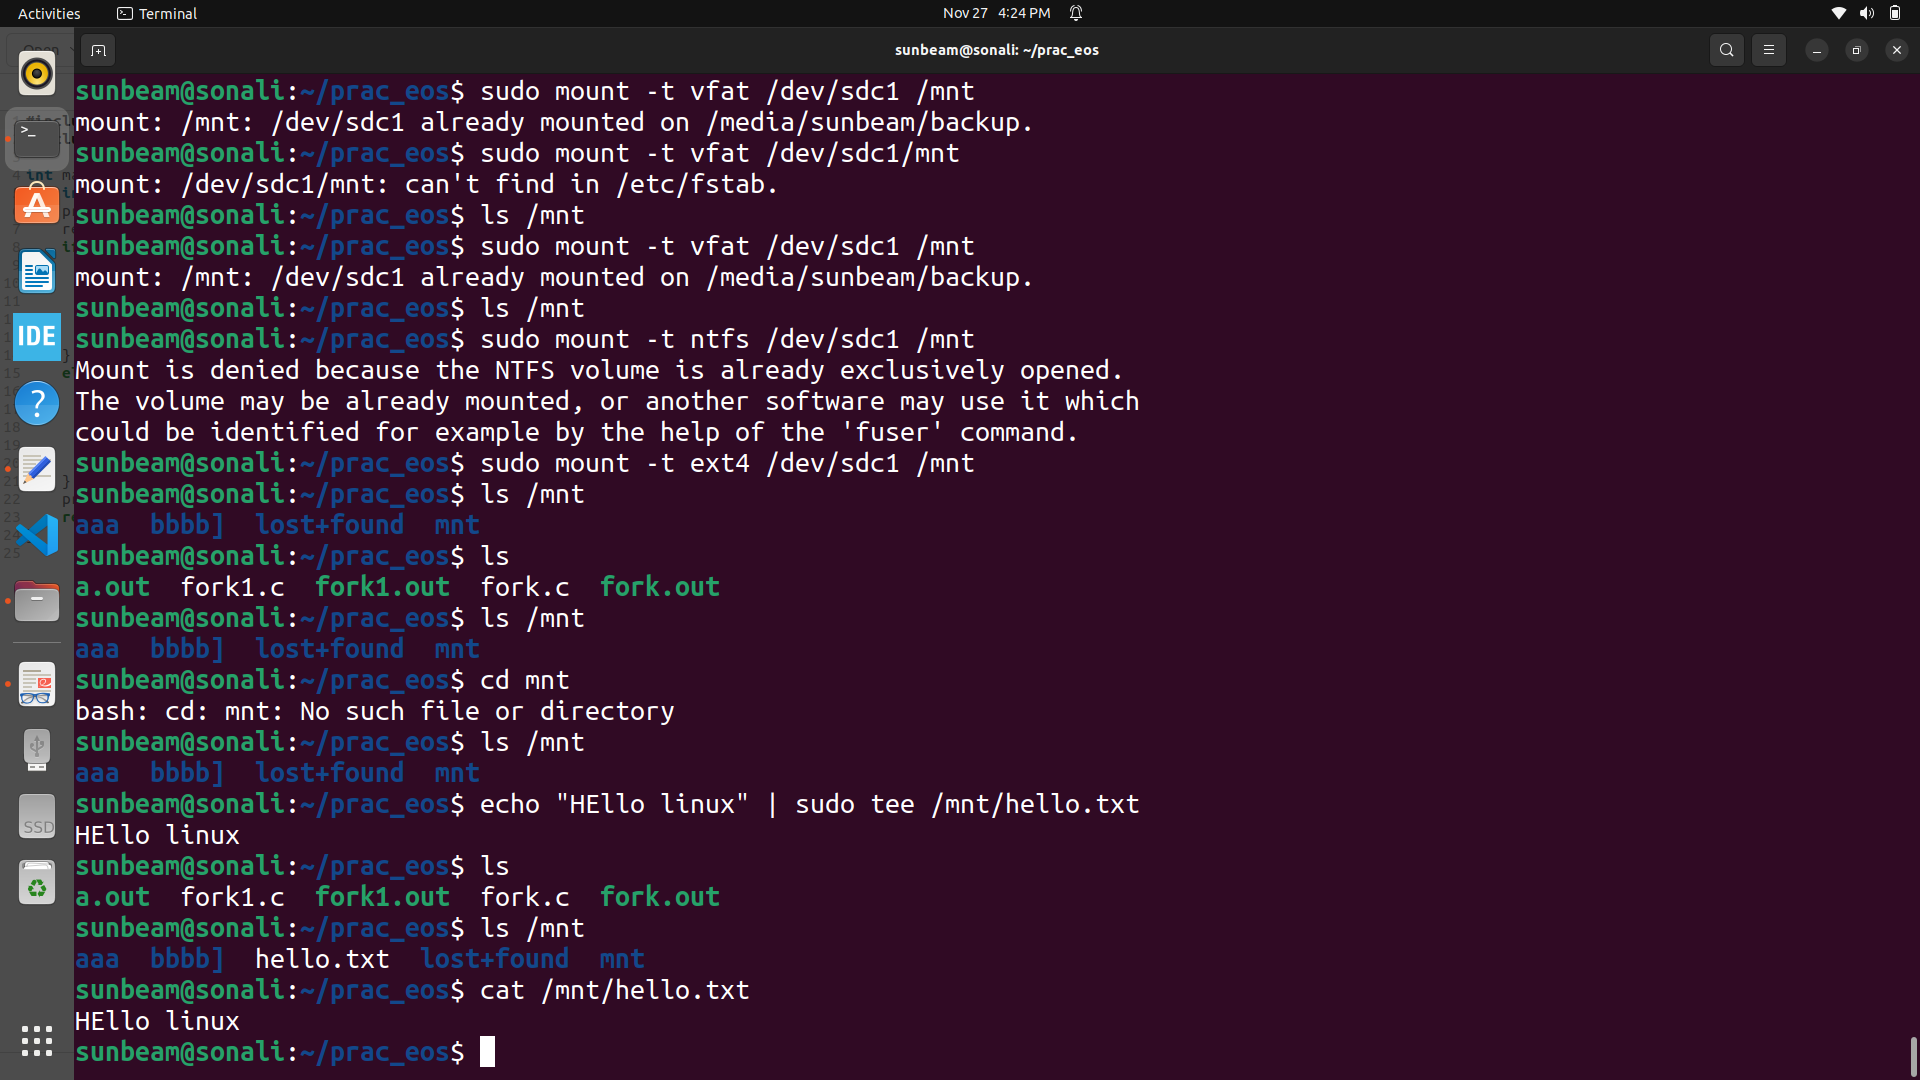 Activities Terminal Nov 27 4:24 PM
sunbeam@sonali: ~/prac_eos
sunbeam@sonali:~/prac_eos$ sudo mount -t vfat /dev/sdc1 /mnt
mount: /mnt: /dev/sdc1 already mounted on /media/sunbeam/backup.
sunbeam@sonali:~/prac_eos$ sudo mount -t vfat /dev/sdc1/mnt
mount: /dev/sdc1/mnt: can't find in /etc/fstab.
sunbeam@sonali:~/prac_eos$ ls /mnt
sunbeam@sonali:~/prac_eos$ sudo mount -t vfat /dev/sdc1 /mnt
mount: /mnt: /dev/sdc1 already mounted on /media/sunbeam/backup.
sunbeam@sonali:~/prac_eos$ ls /mnt
sunbeam@sonali:~/prac_eos$ sudo mount -t ntfs /dev/sdc1 /mnt
Mount is denied because the NTFS volume is already exclusively opened.
The volume may be already mounted, or another software may use it which
could be identified for example by the help of the 'fuser' command.
sunbeam@sonali:~/prac_eos$ sudo mount -t ext4 /dev/sdc1 /mnt
sunbeam@sonali:~/prac_eos$ ls /mnt
aaa bbbb] lost+found mnt
sunbeam@sonali:~/prac_eos$ ls
a.out fork1.c fork1.out fork.c fork.out
sunbeam@sonali:~/prac_eos$ ls /mnt
aaa bbbb] lost+found mnt
sunbeam@sonali:~/prac_eos$ cd mnt
bash: cd: mnt: No such file or directory
sunbeam@sonali:~/prac_eos$ ls /mnt
aaa bbbb] lost+found mnt
sunbeam@sonali:~/prac_eos$ echo "HEllo linux" | sudo tee /mnt/hello.txt
HEllo linux
sunbeam@sonali:~/prac_eos$ ls
a.out fork1.c fork1.out fork.c fork.out
sunbeam@sonali:~/prac_eos$ ls /mnt
aaa bbbb] hello.txt lost+found mnt
sunbeam@sonali:~/prac_eos$ cat /mnt/hello.txt
HEllo linux
sunbeam@sonali:~/prac_eos$
IDE
SSD